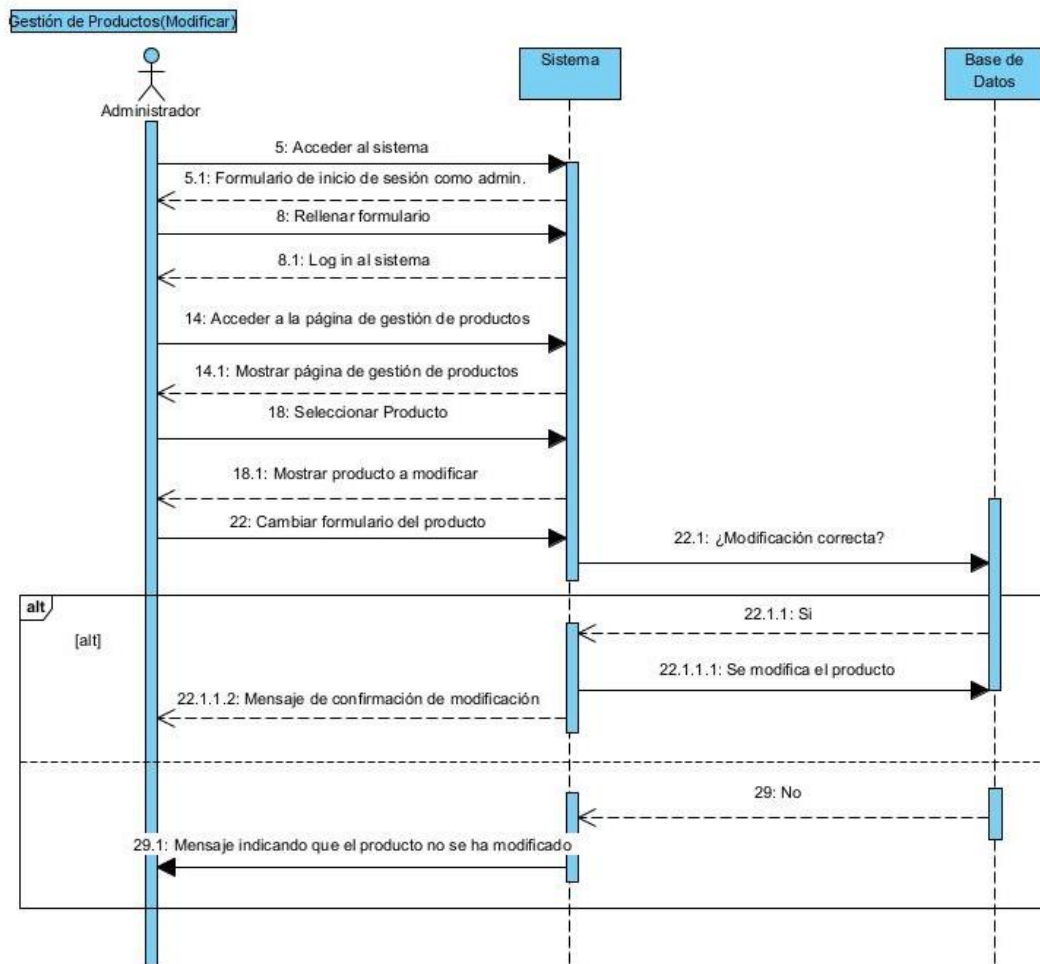 Gestión de Productos(Modificar)
Sistema
Base de
Datos
Administrador
5: Acceder al sistema
5.1: Formulario de inicio de sesión como admin.
8: Rellenar formulario
8.1: Log in al sistema
14: Acceder a la página de gestión de productos
14.1: Mostrar página de gestión de productos
18: Seleccionar Producto
18.1: Mostrar producto a modificar
22: Cambiar formulario del producto
22.1: ¿Modificación correcta?
alt
[alt]
22.1.1: Si
22.1.1.1: Se modifica el producto
22.1.1.2: Mensaje de confirmación de modificación
29: No
29.1: Mensaje indicando que el producto no se ha modificado